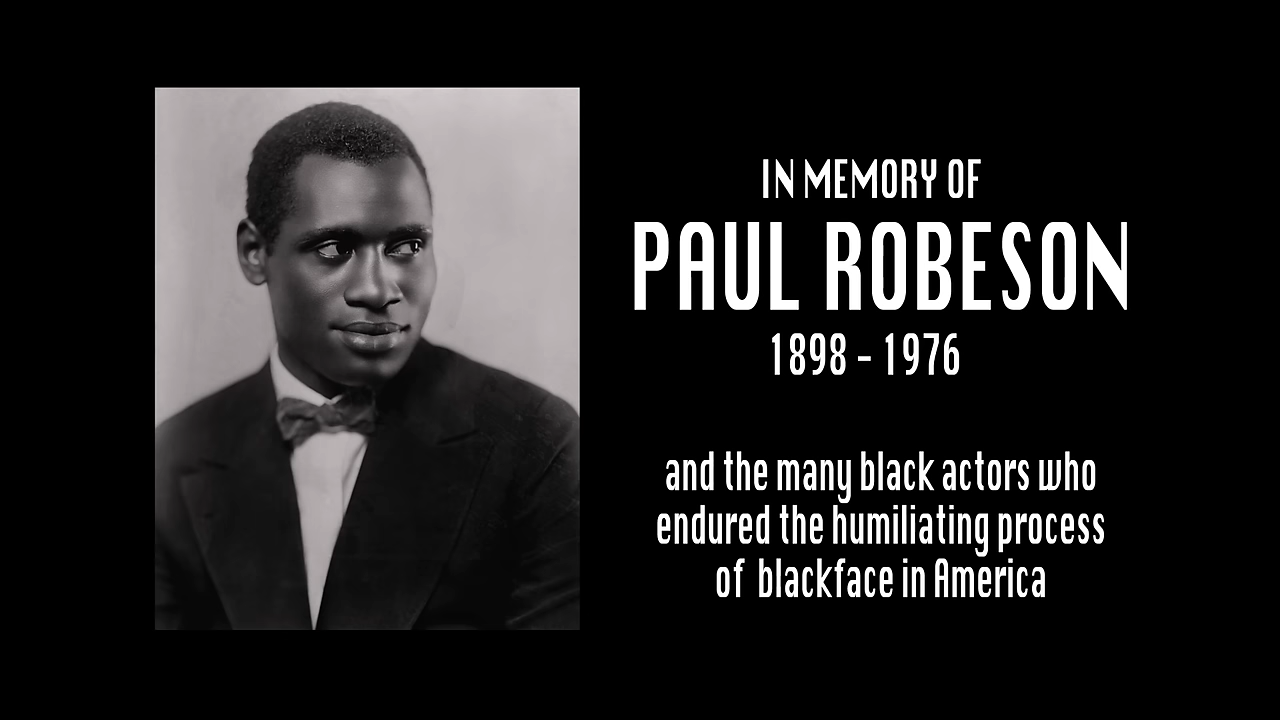 IN MEMORY OF
PAUL ROBESON
1898 - 1976
and the many black actors who
endured the humiliating process
of blackface in America